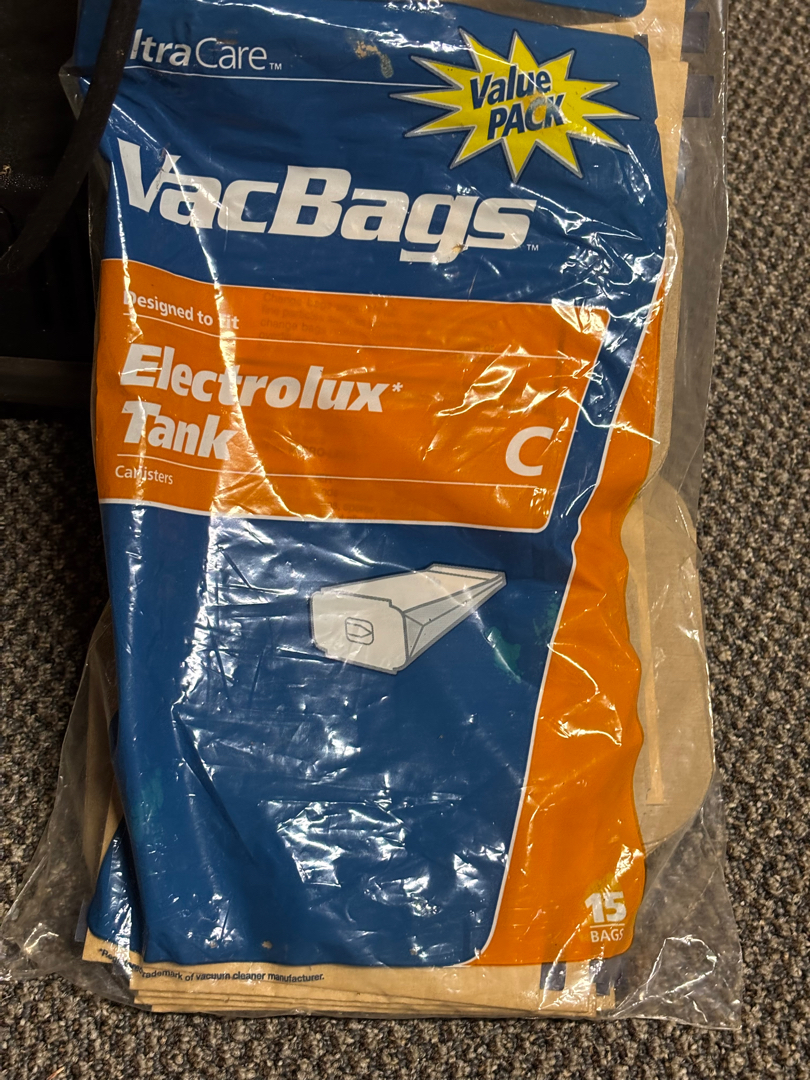 ltraCare™
Value
PACK
VacBags™
Designed to fit
Electrolux*
Tank
C
Canisters
15
BAGS
trademark of vacuum cleaner manufacturer.